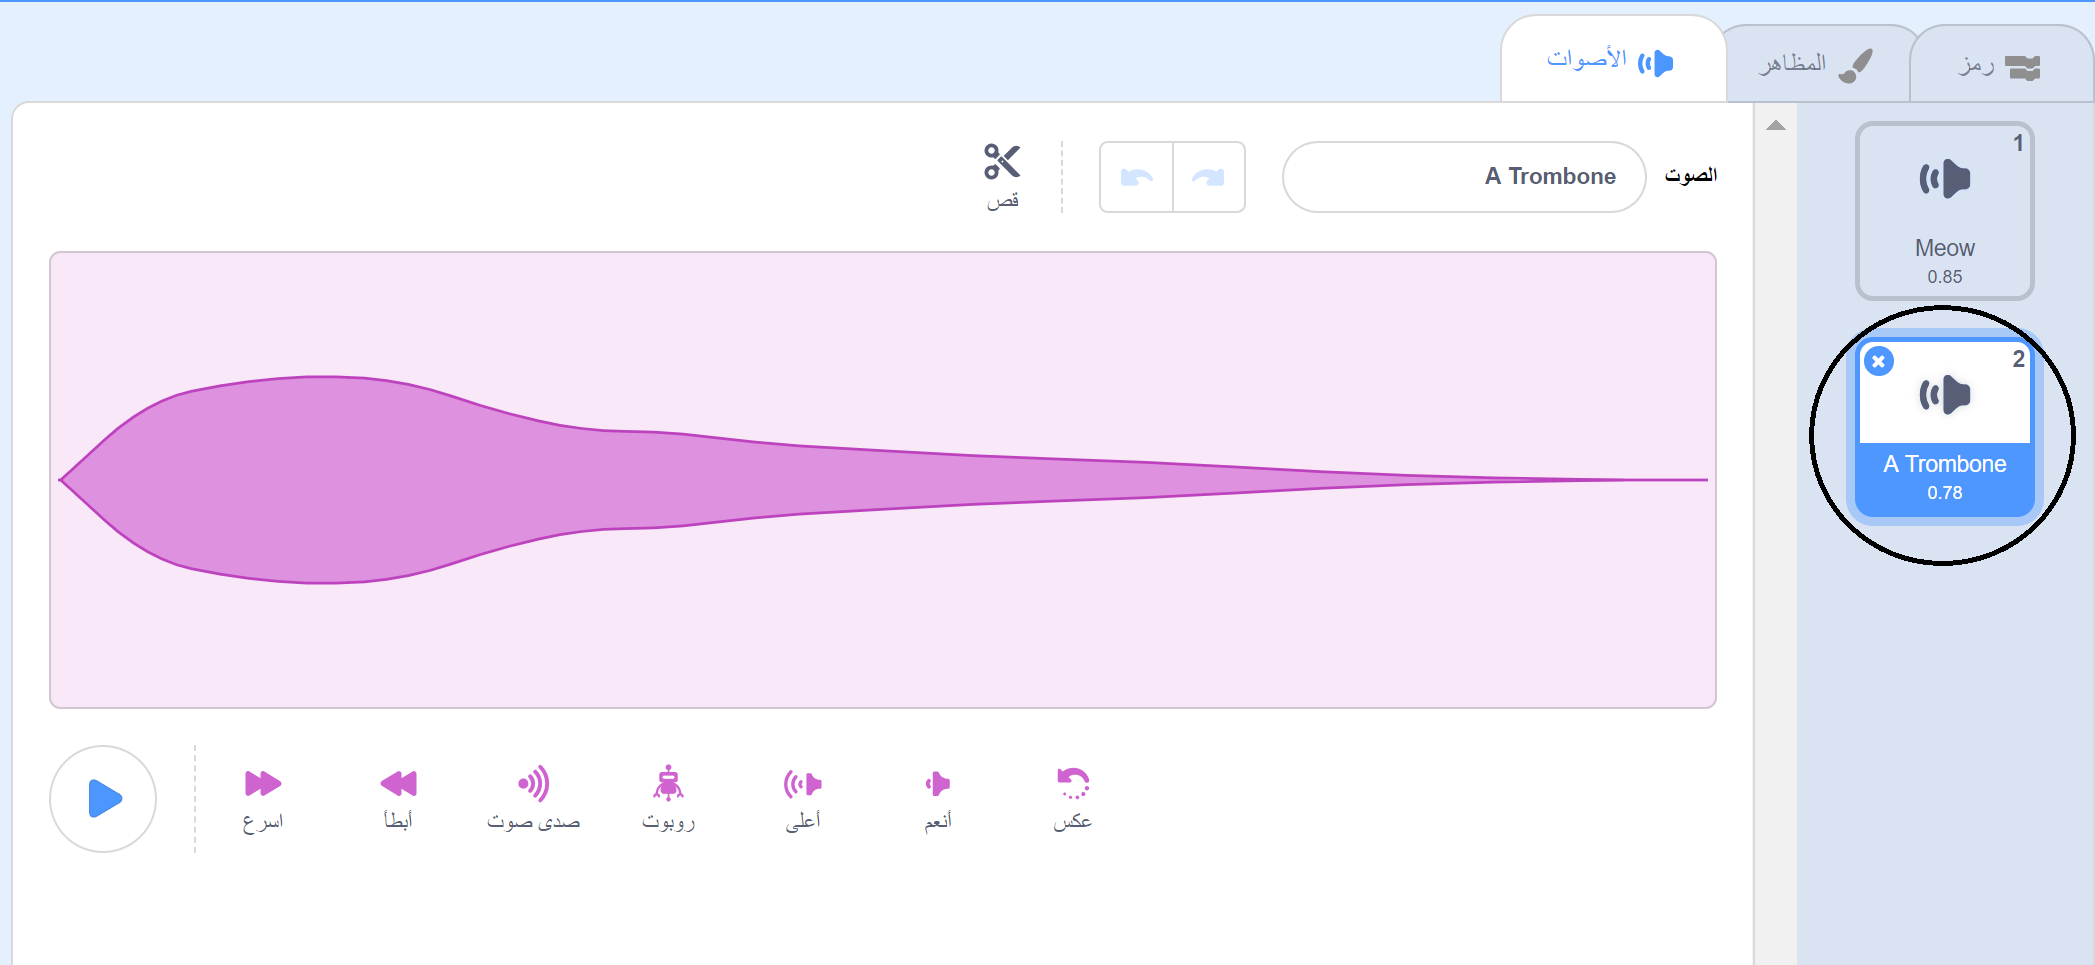 رمز
المظاهر
الأصوات
1
Meow
0.85
2
A Trombone
0.78
الصوت
A Trombone
قص
اسرع
أبطأ
صدى صوت
روبوت
أعلى
أنعم
عكس